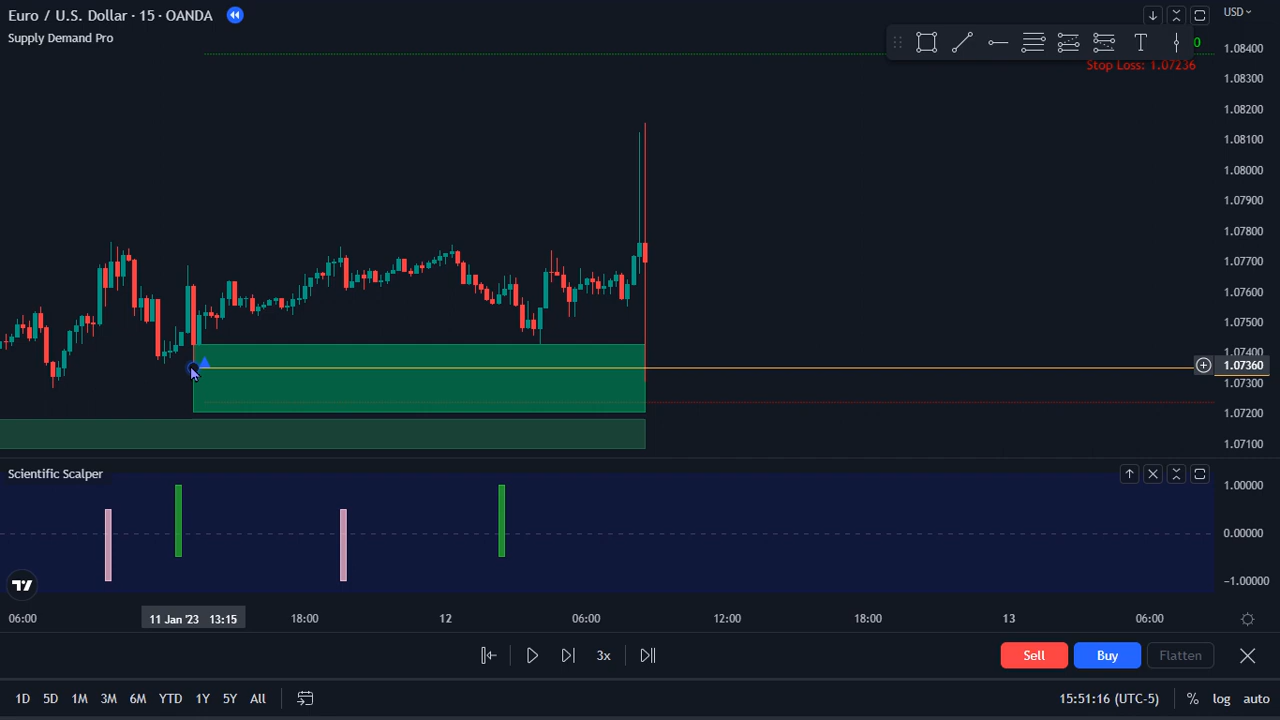 Euro / U.S. Dollar · 15 · OANDA
USD
Supply Demand Pro
T
0
Stop Loss: 1.07236
1.08400
1.08300
1.08200
1.08100
1.08000
1.07900
1.07800
1.07700
1.07600
1.07500
1.07400
1.07360
1.07300
1.07200
1.07100
Scientific Scalper
1.00000
0.00000
−1.00000
06:00
11 Jan '23 13:15
18:00
12
06:00
12:00
18:00
13
06:00
3x
Sell
Buy
Flatten
1D 5D 1M 3M 6M YTD 1Y 5Y All
15:51:16 (UTC-5)
% log auto